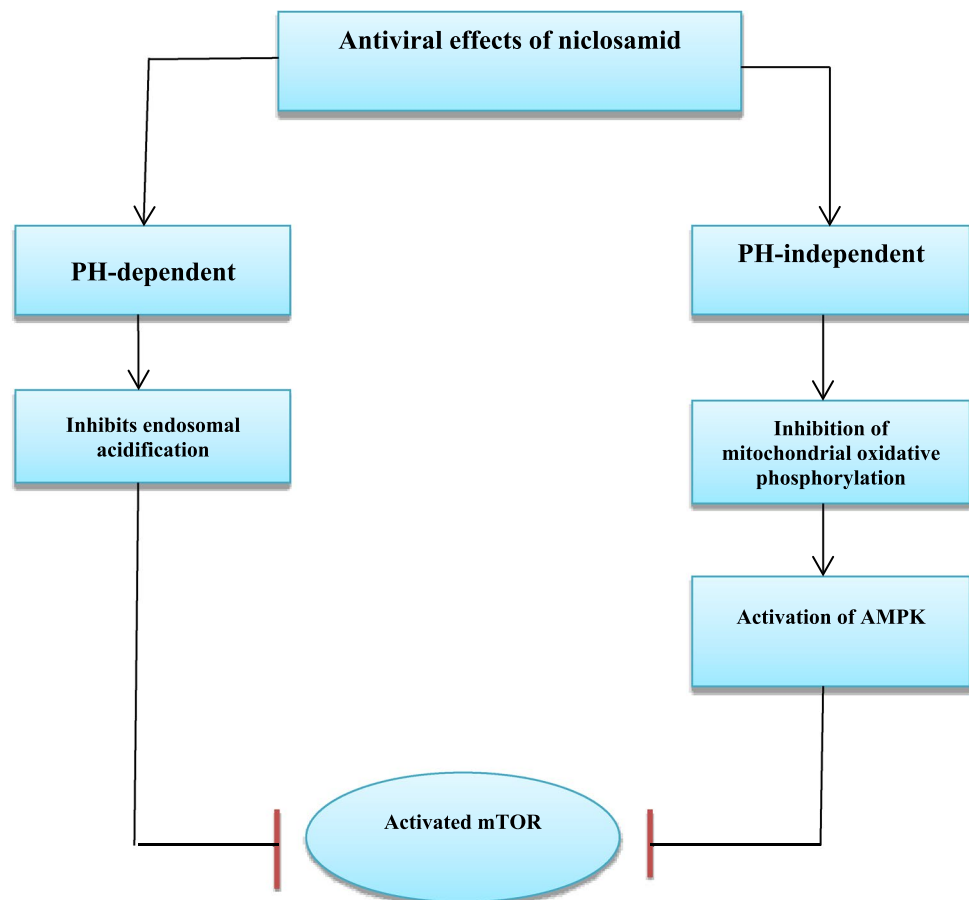 Antiviral effects of niclosamid
PH-dependent
PH-independent
Inhibits endosomal
acidification
Inhibition of
mitochondrial oxidative
phosphorylation
Activation of AMPK
Activated mTOR